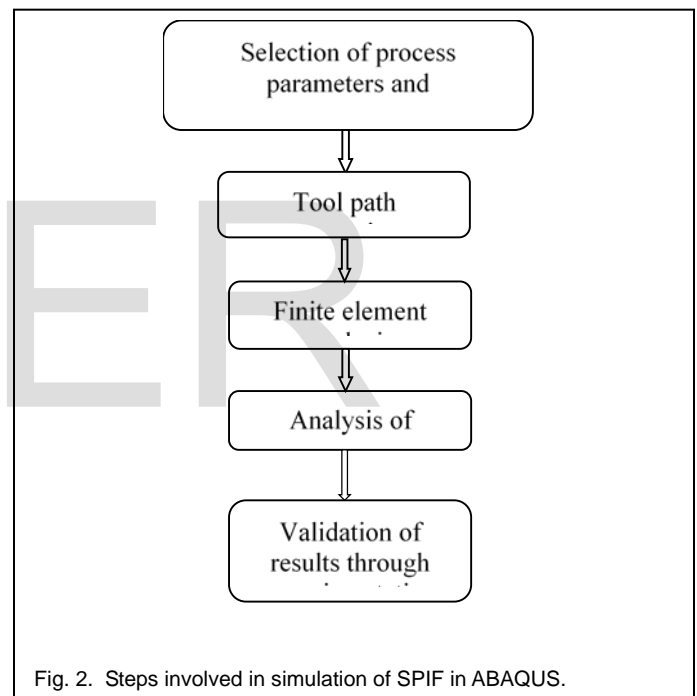 Selection of process
parameters and
Tool path
Finite element
Analysis of
Validation of
results through
ER
Fig. 2. Steps involved in simulation of SPIF in ABAQUS.